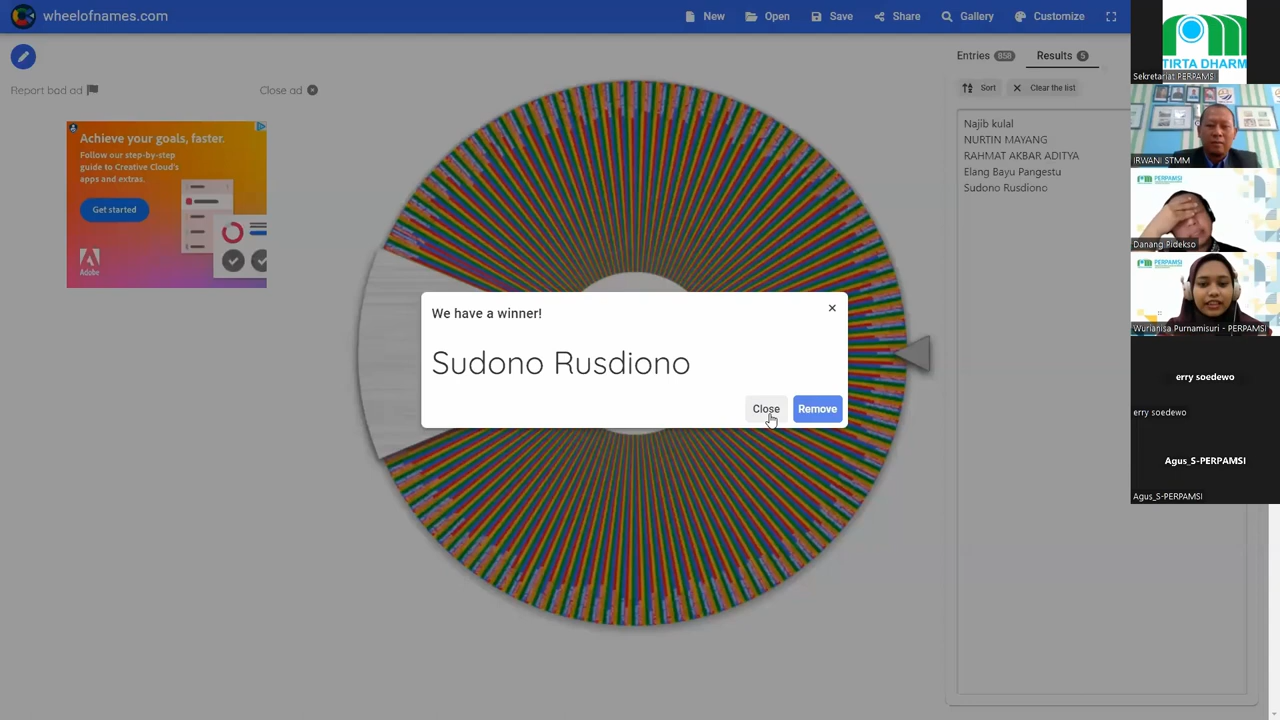 wheelofnames.com
New
Open
Save
Share
Gallery
Customize
Report bad ad
Close ad
Achieve your goals, faster.
Follow our step-by-step
guide to Creative Cloud's
apps and extras.
Get started
Adobe
We have a winner!
Sudono Rusdiono
Close
Remove
Entries 858
Results 5
Sort
Clear the list
Najib kulal
NURTIN MAYANG
RAHMAT AKBAR ADITYA
Elang Bayu Pangestu
Sudono Rusdiono
TIRTA DHARM
Sekretariat PERPAMSI
IRWANI STMM
PERPAMSI
Danang Pidekso
PERPAMSI
Wurianisa Purnamisuri - PERPAMSI
erry soedewo
erry soedewo
Agus_S-PERPAMSI
Agus_S-PERPAMSI